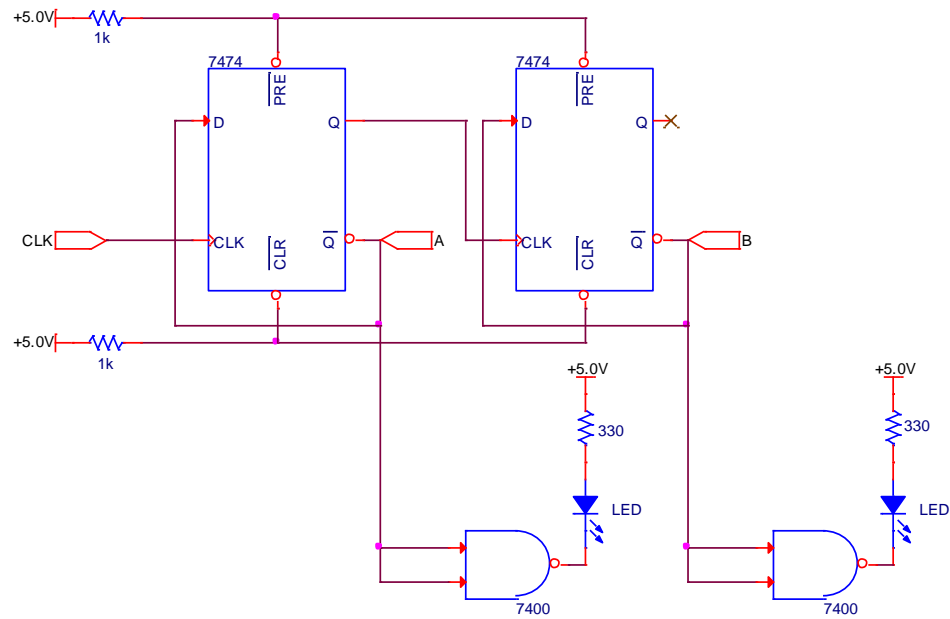 +5.0V
1k
7474
7474
PRE
PRE
D
Q
D
Q
CLK
CLK
CLR
Q
A
CLK
CLR
Q
B
+5.0V
1k
+5.0V
+5.0V
330
330
LED
LED
7400
7400